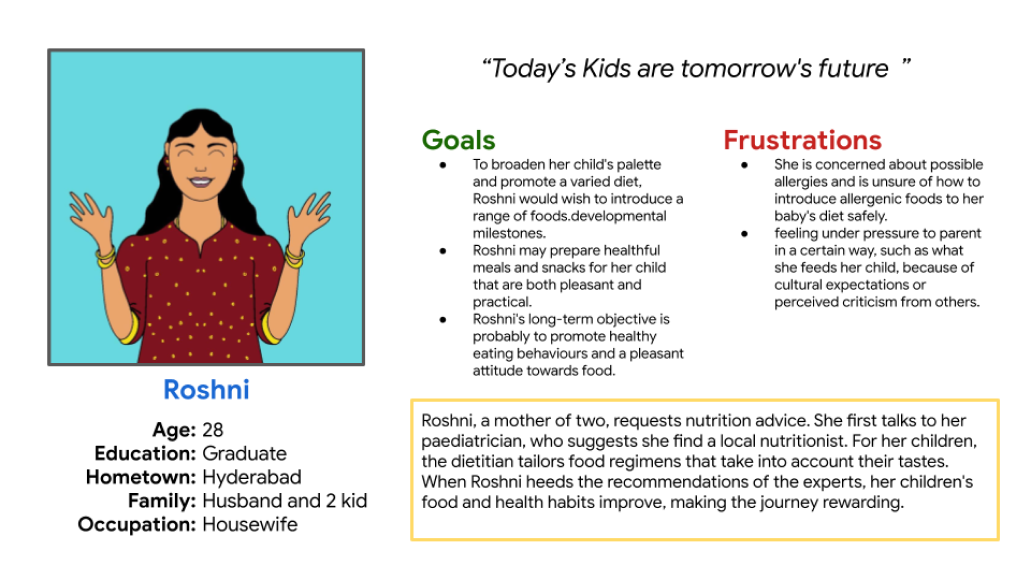 “Today’s Kids are tomorrow's future ”
Goals
● To broaden her child's palette
and promote a varied diet,
Roshni would wish to introduce a
range of foods.developmental
milestones.
● Roshni may prepare healthful
meals and snacks for her child
that are both pleasant and
practical.
● Roshni's long-term objective is
probably to promote healthy
eating behaviours and a pleasant
attitude towards food.
Frustrations
● She is concerned about possible
allergies and is unsure of how to
introduce allergenic foods to her
baby's diet safely.
● feeling under pressure to parent
in a certain way, such as what
she feeds her child, because of
cultural expectations or
perceived criticism from others.
Roshni
Age: 28
Education: Graduate
Hometown: Hyderabad
Family: Husband and 2 kid
Occupation: Housewife
Roshni, a mother of two, requests nutrition advice. She first talks to her
paediatrician, who suggests she find a local nutritionist. For her children,
the dietitian tailors food regimens that take into account their tastes.
When Roshni heeds the recommendations of the experts, her children's
food and health habits improve, making the journey rewarding.